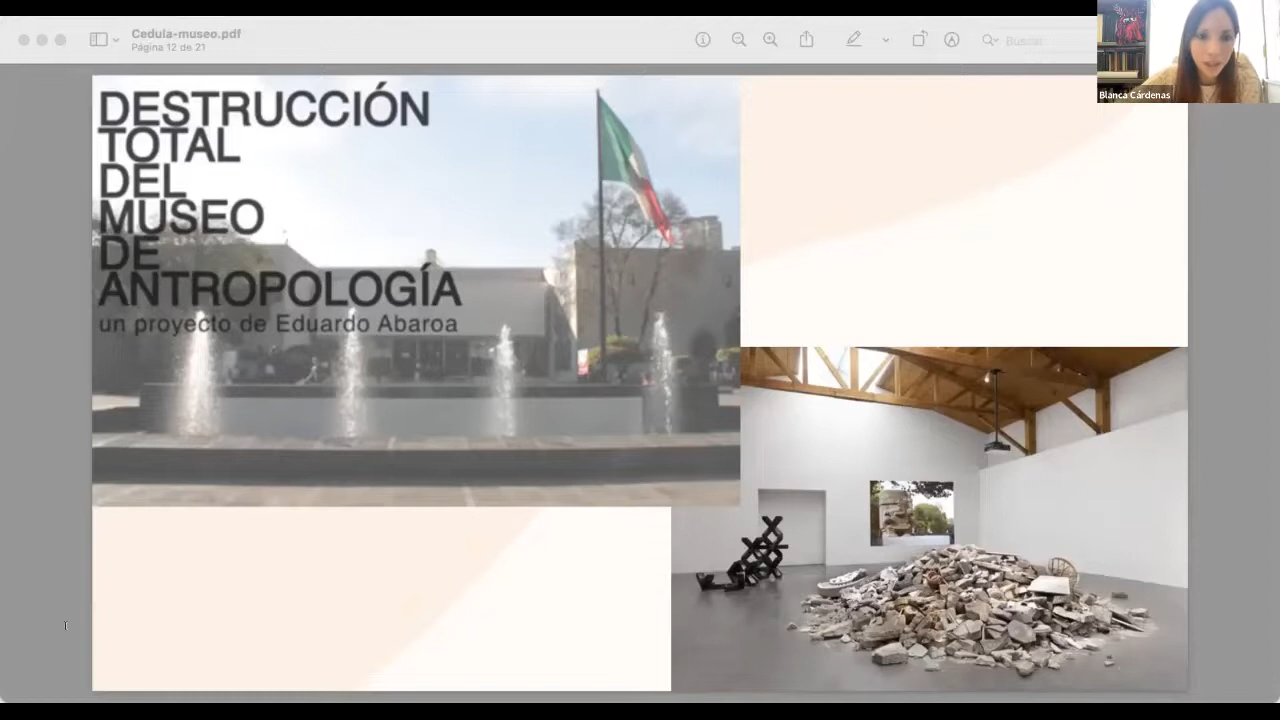 Cedula-museo.pdf
Página 12 de 21
Buscar...
Blanca Cárdenas
DESTRUCCIÓN
TOTAL
DEL
MUSEO
DE
ANTROPOLOGÍA
un proyecto de Eduardo Abaroa